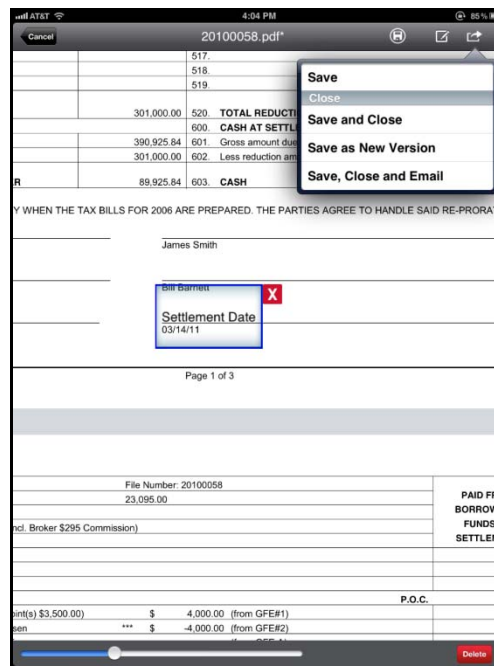 AT&T 4:04 PM 85%
Cancel 20100058.pdf*
517.
518.
519.
301,000.00 520. TOTAL REDUCTI
600. CASH AT SETTL
390,925.84 601. Gross amount due
301,000.00 602. Less reduction am
R 89,925.84 603. CASH
Save
Close
Save and Close
Save as New Version
Save, Close and Email
Y WHEN THE TAX BILLS FOR 2006 ARE PREPARED. THE PARTIES AGREE TO HANDLE SAID RE-PRORA
James Smith
Bill Barnett
X
Settlement Date
03/14/11
Page 1 of 3
File Number: 20100058
23,095.00
PAID F
BORROW
FUNDS
SETTLE
ncl. Broker $295 Commission)
P.O.C.
oint(s) $3,500.00) $ 4,000.00 (from GFE#1)
sen *** $ -4,000.00 (from GFE#2)
Delete